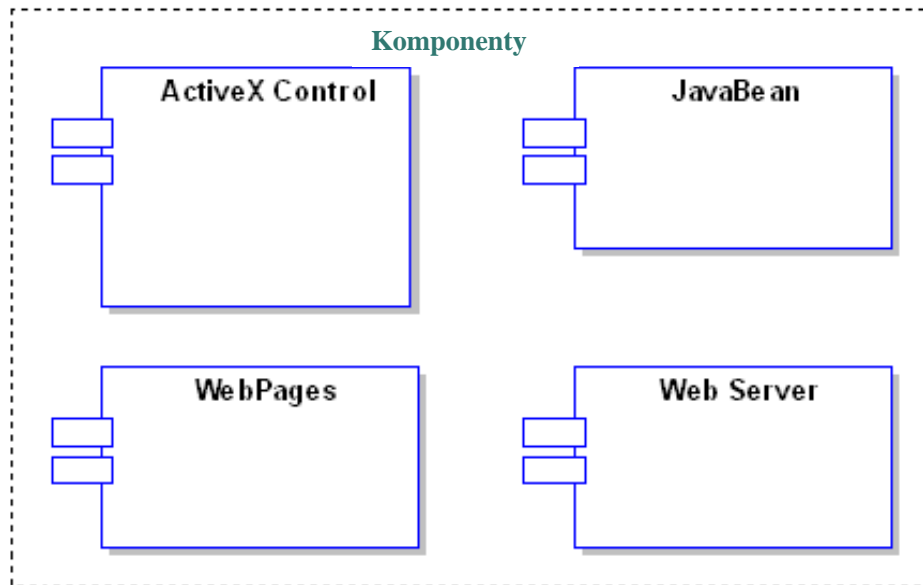 Komponenty
ActiveX Control
JavaBean
WebPages
Web Server